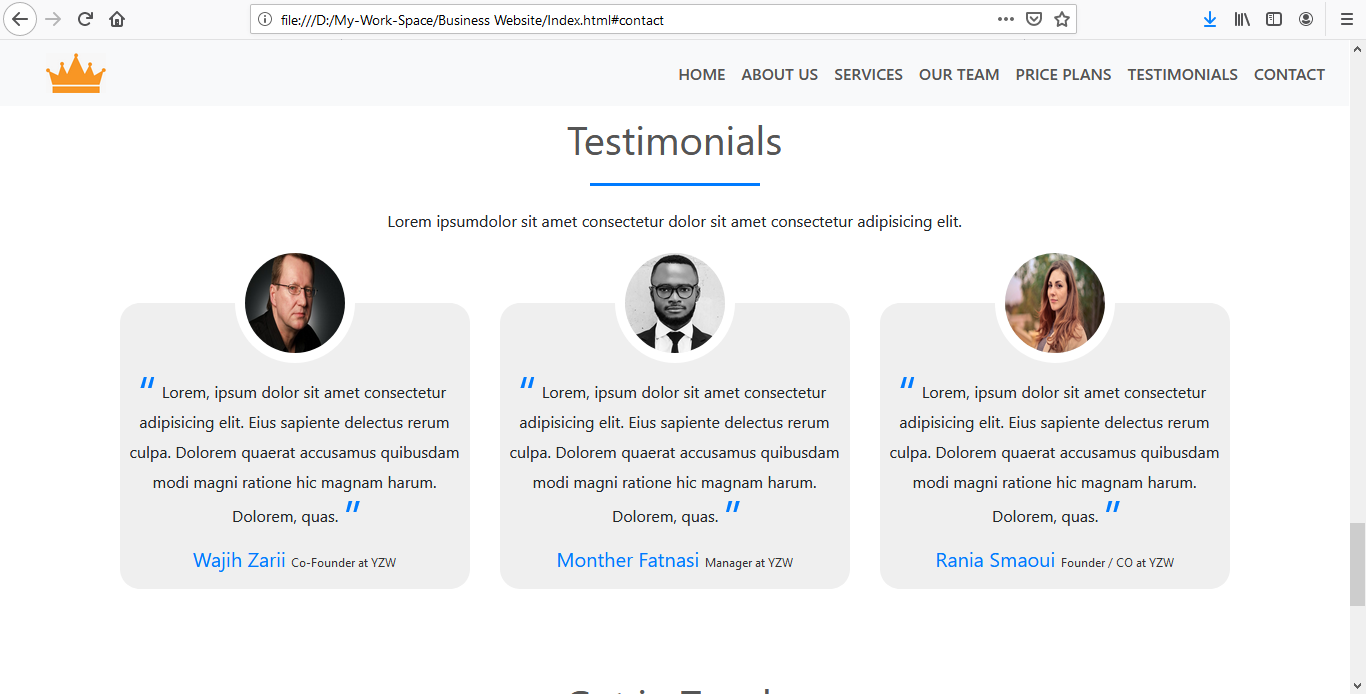 file:///D:/My-Work-Space/Business Website/Index.html#contact
HOME ABOUT US SERVICES OUR TEAM PRICE PLANS TESTIMONIALS CONTACT
Testimonials
Lorem ipsumdolor sit amet consectetur dolor sit amet consectetur adipisicing elit.
“ Lorem, ipsum dolor sit amet consectetur
adipisicing elit. Eius sapiente delectus rerum
culpa. Dolorem quaerat accusamus quibusdam
modi magni ratione hic magnam harum.
Dolorem, quas. ”
Wajih Zarii Co-Founder at YZW
“ Lorem, ipsum dolor sit amet consectetur
adipisicing elit. Eius sapiente delectus rerum
culpa. Dolorem quaerat accusamus quibusdam
modi magni ratione hic magnam harum.
Dolorem, quas. ”
Monther Fatnasi Manager at YZW
“ Lorem, ipsum dolor sit amet consectetur
adipisicing elit. Eius sapiente delectus rerum
culpa. Dolorem quaerat accusamus quibusdam
modi magni ratione hic magnam harum.
Dolorem, quas. ”
Rania Smaoui Founder / CO at YZW